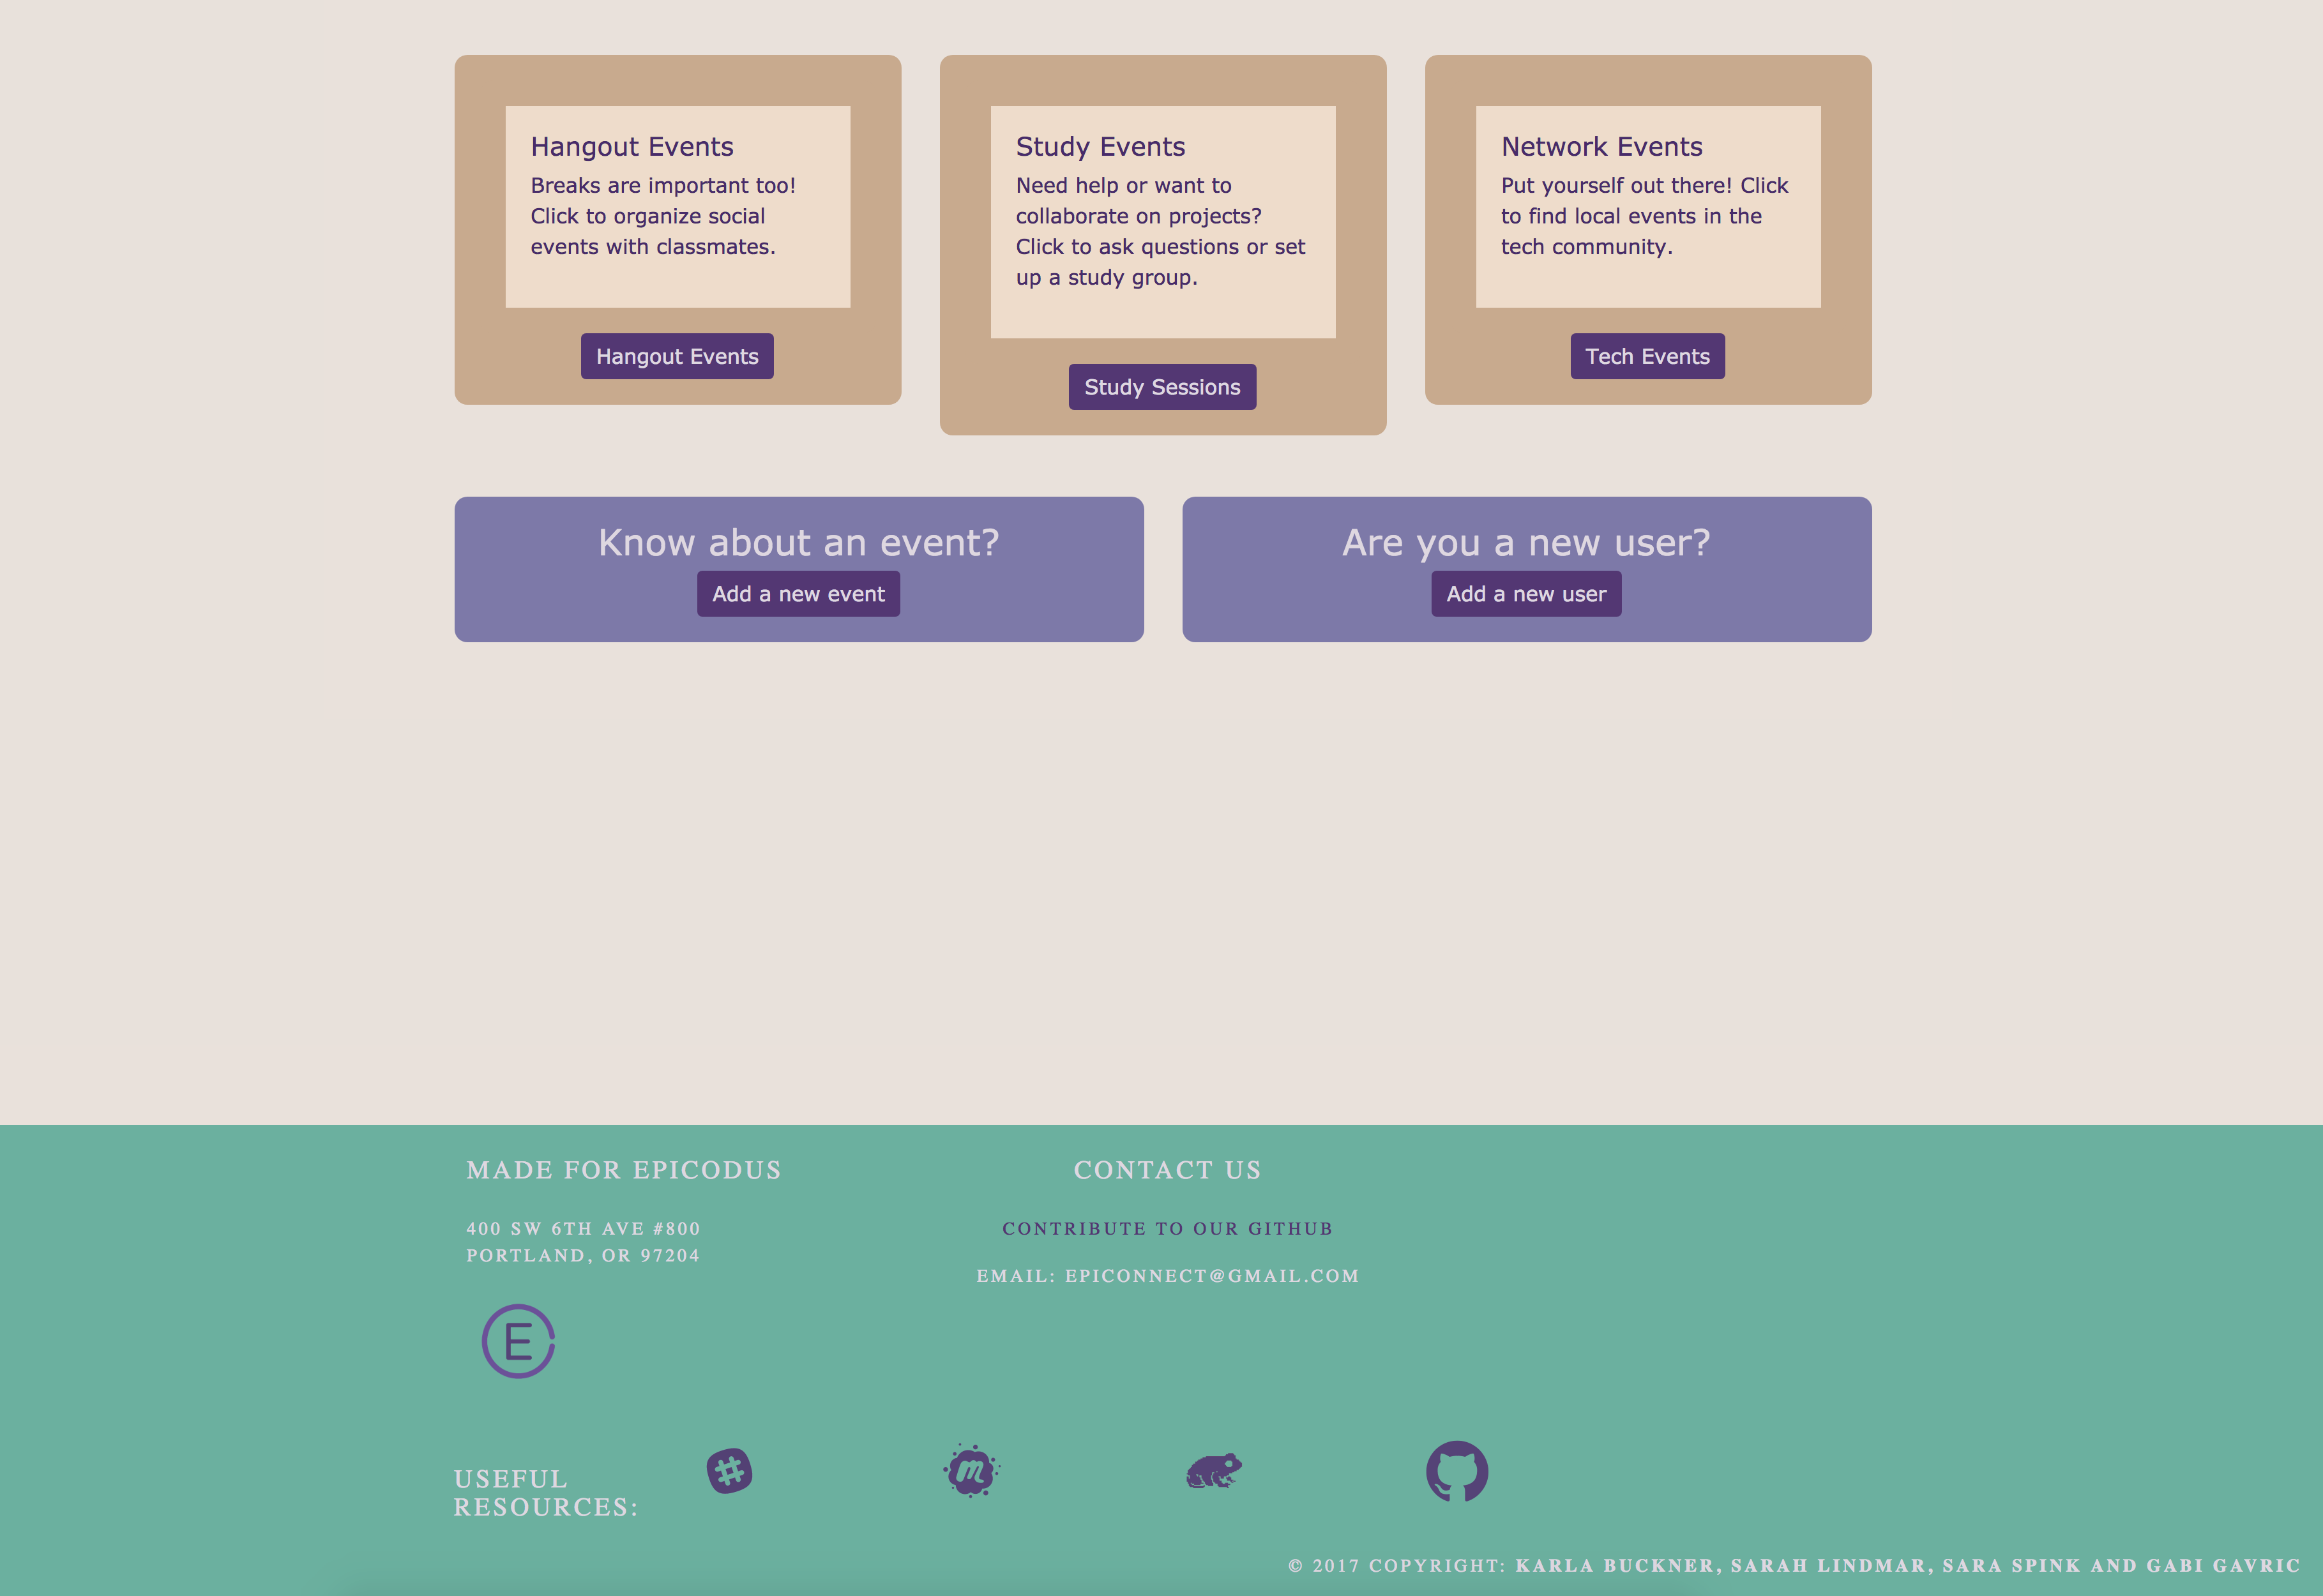 Hangout Events
Breaks are important too!
Click to organize social
events with classmates.
Hangout Events
Study Events
Need help or want to
collaborate on projects?
Click to ask questions or set
up a study group.
Study Sessions
Network Events
Put yourself out there! Click
to find local events in the
tech community.
Tech Events
Know about an event?
Add a new event
Are you a new user?
Add a new user
MADE FOR EPICODUS
400 SW 6TH AVE #800
PORTLAND, OR 97204
E
CONTACT US
CONTRIBUTE TO OUR GITHUB
EMAIL: EPICONNECT@GMAIL.COM
USEFUL
RESOURCES:
#
m
© 2017 COPYRIGHT: KARLA BUCKNER, SARAH LINDMAR, SARA SPINK AND GABI GAVRIC